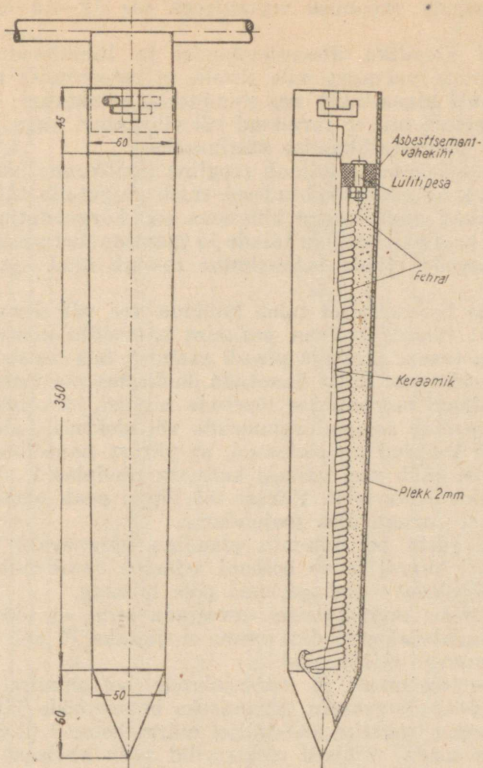 45
60
Asbesttsement-
vahekiht
Lülitipesa
Fehral
350
Keraamik
Plekk 2mm
50
60